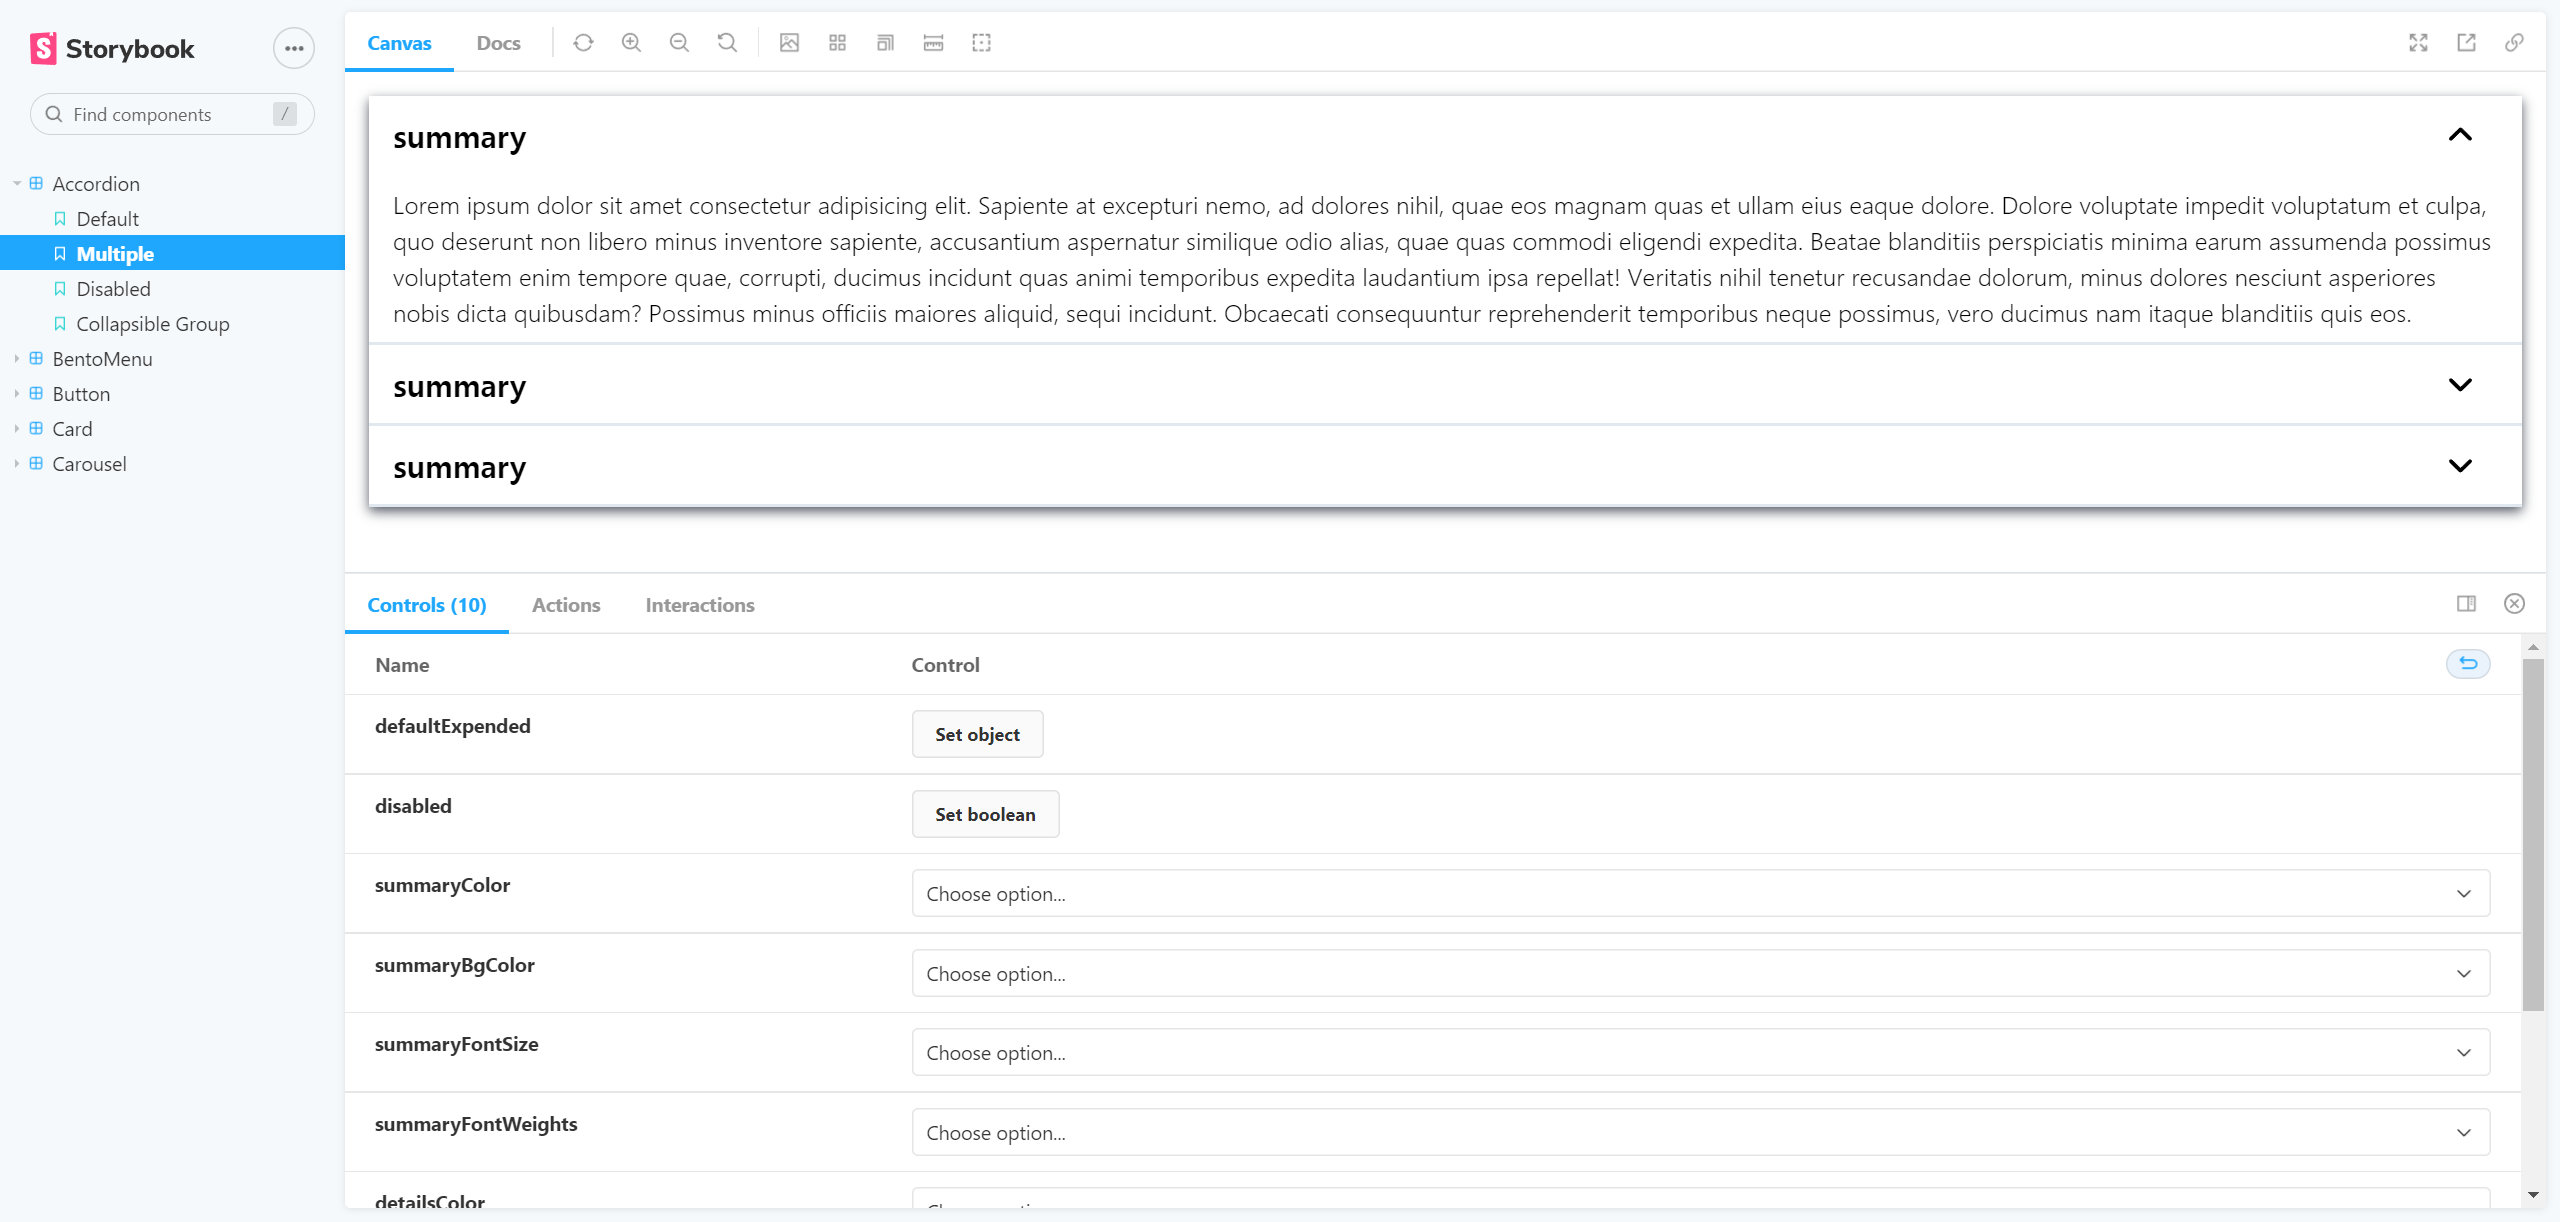 Storybook
Find components
/
Accordion
Default
Multiple
Disabled
Collapsible Group
BentoMenu
Button
Card
Carousel
Canvas
Docs
summary
Lorem ipsum dolor sit amet consectetur adipisicing elit. Sapiente at excepturi nemo, ad dolores nihil, quae eos magnam quas et ullam eius eaque dolore. Dolore voluptate impedit voluptatum et culpa,
quo deserunt non libero minus inventore sapiente, accusantium aspernatur similique odio alias, quae quas commodi eligendi expedita. Beatae blanditiis perspiciatis minima earum assumenda possimus
voluptatem enim tempore quae, corrupti, ducimus incidunt quas animi temporibus expedita laudantium ipsa repellat! Veritatis nihil tenetur recusandae dolorum, minus dolores nesciunt asperiores
nobis dicta quibusdam? Possimus minus officiis maiores aliquid, sequi incidunt. Obcaecati consequuntur reprehenderit temporibus neque possimus, vero ducimus nam itaque blanditiis quis eos.
summary
summary
Controls (10)
Actions
Interactions
Name
Control
defaultExpended
Set object
disabled
Set boolean
summaryColor
Choose option...
summaryBgColor
Choose option...
summaryFontSize
Choose option...
summaryFontWeights
Choose option...
detailsColor